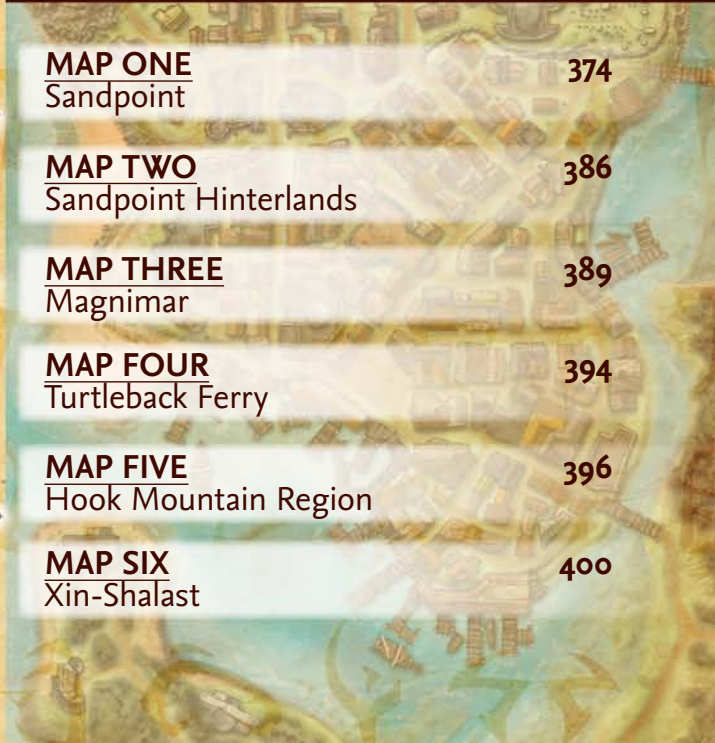 MAP ONE 374
Sandpoint
MAP TWO 386
Sandpoint Hinterlands
MAP THREE 389
Magnimar
MAP FOUR 394
Turtleback Ferry
MAP FIVE 396
Hook Mountain Region
MAP SIX 400
Xin-Shalast